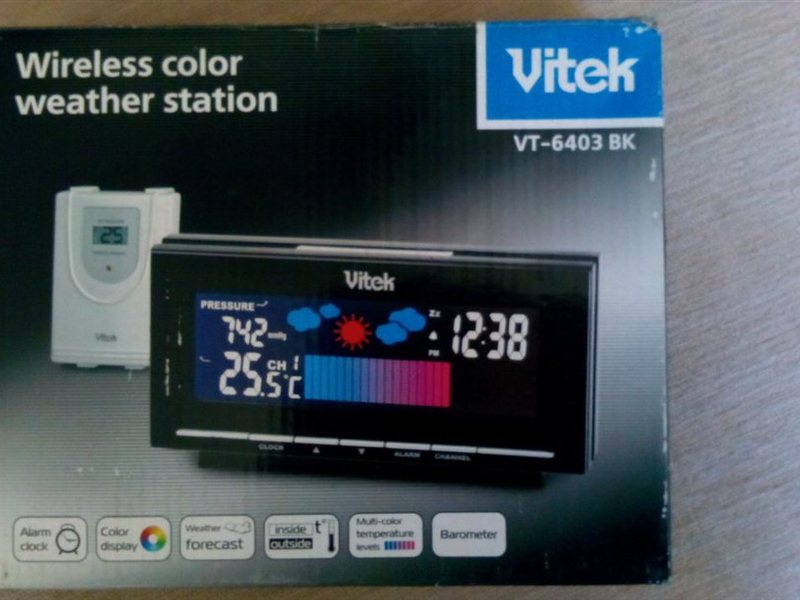 Wireless color
weather station
Vitek
VT-6403 BK
25
Vitek
Vitek
PRESSURE
742 mmHg
Zz
12:38
PM
CH 1
25.5°C
CLOCK
ALARM
CHANNEL
Alarm
clock
Color
display
Weather
forecast
inside
outside
t°
Multi-color
temperature
levels
Barometer